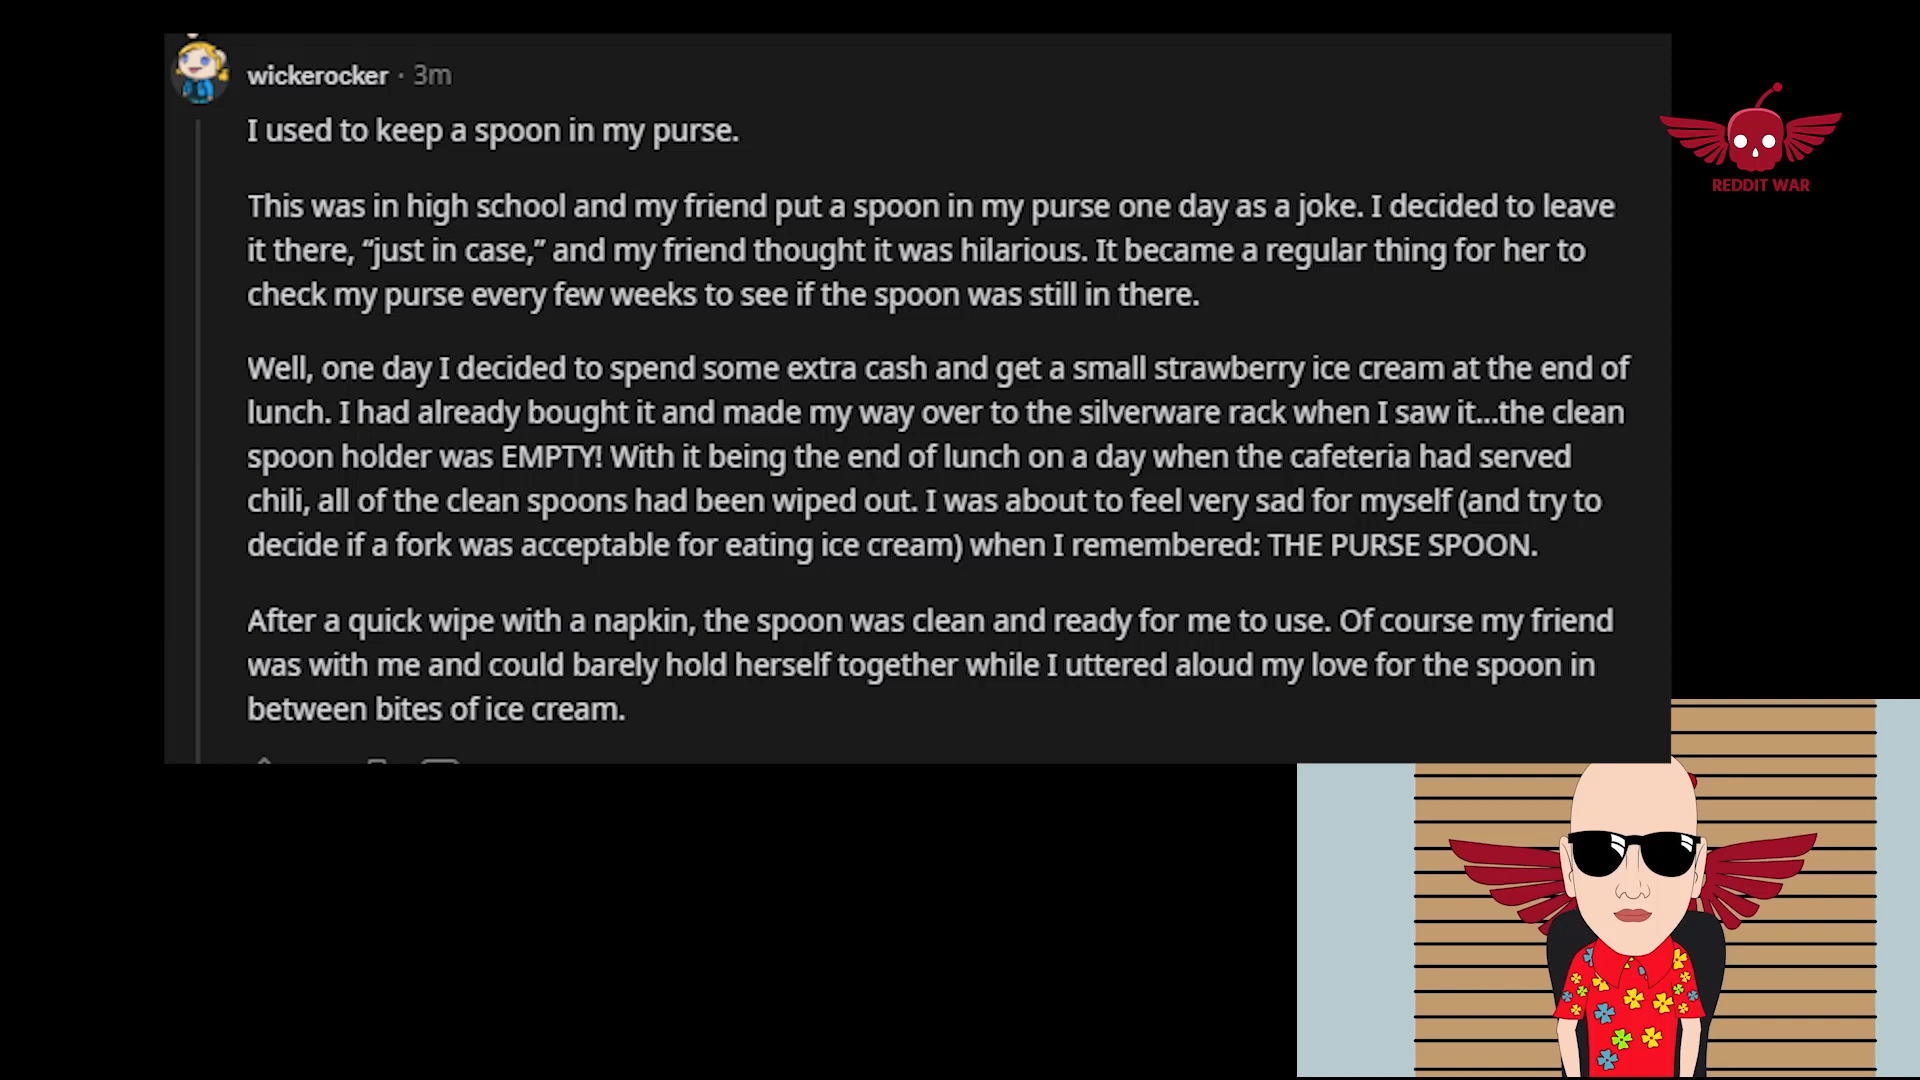 wickerocker · 3m
REDDIT WAR
I used to keep a spoon in my purse.
This was in high school and my friend put a spoon in my purse one day as a joke. I decided to leave
it there, “just in case,” and my friend thought it was hilarious. It became a regular thing for her to
check my purse every few weeks to see if the spoon was still in there.
Well, one day I decided to spend some extra cash and get a small strawberry ice cream at the end of
lunch. I had already bought it and made my way over to the silverware rack when I saw it...the clean
spoon holder was EMPTY! With it being the end of lunch on a day when the cafeteria had served
chili, all of the clean spoons had been wiped out. I was about to feel very sad for myself (and try to
decide if a fork was acceptable for eating ice cream) when I remembered: THE PURSE SPOON.
After a quick wipe with a napkin, the spoon was clean and ready for me to use. Of course my friend
was with me and could barely hold herself together while I uttered aloud my love for the spoon in
between bites of ice cream.